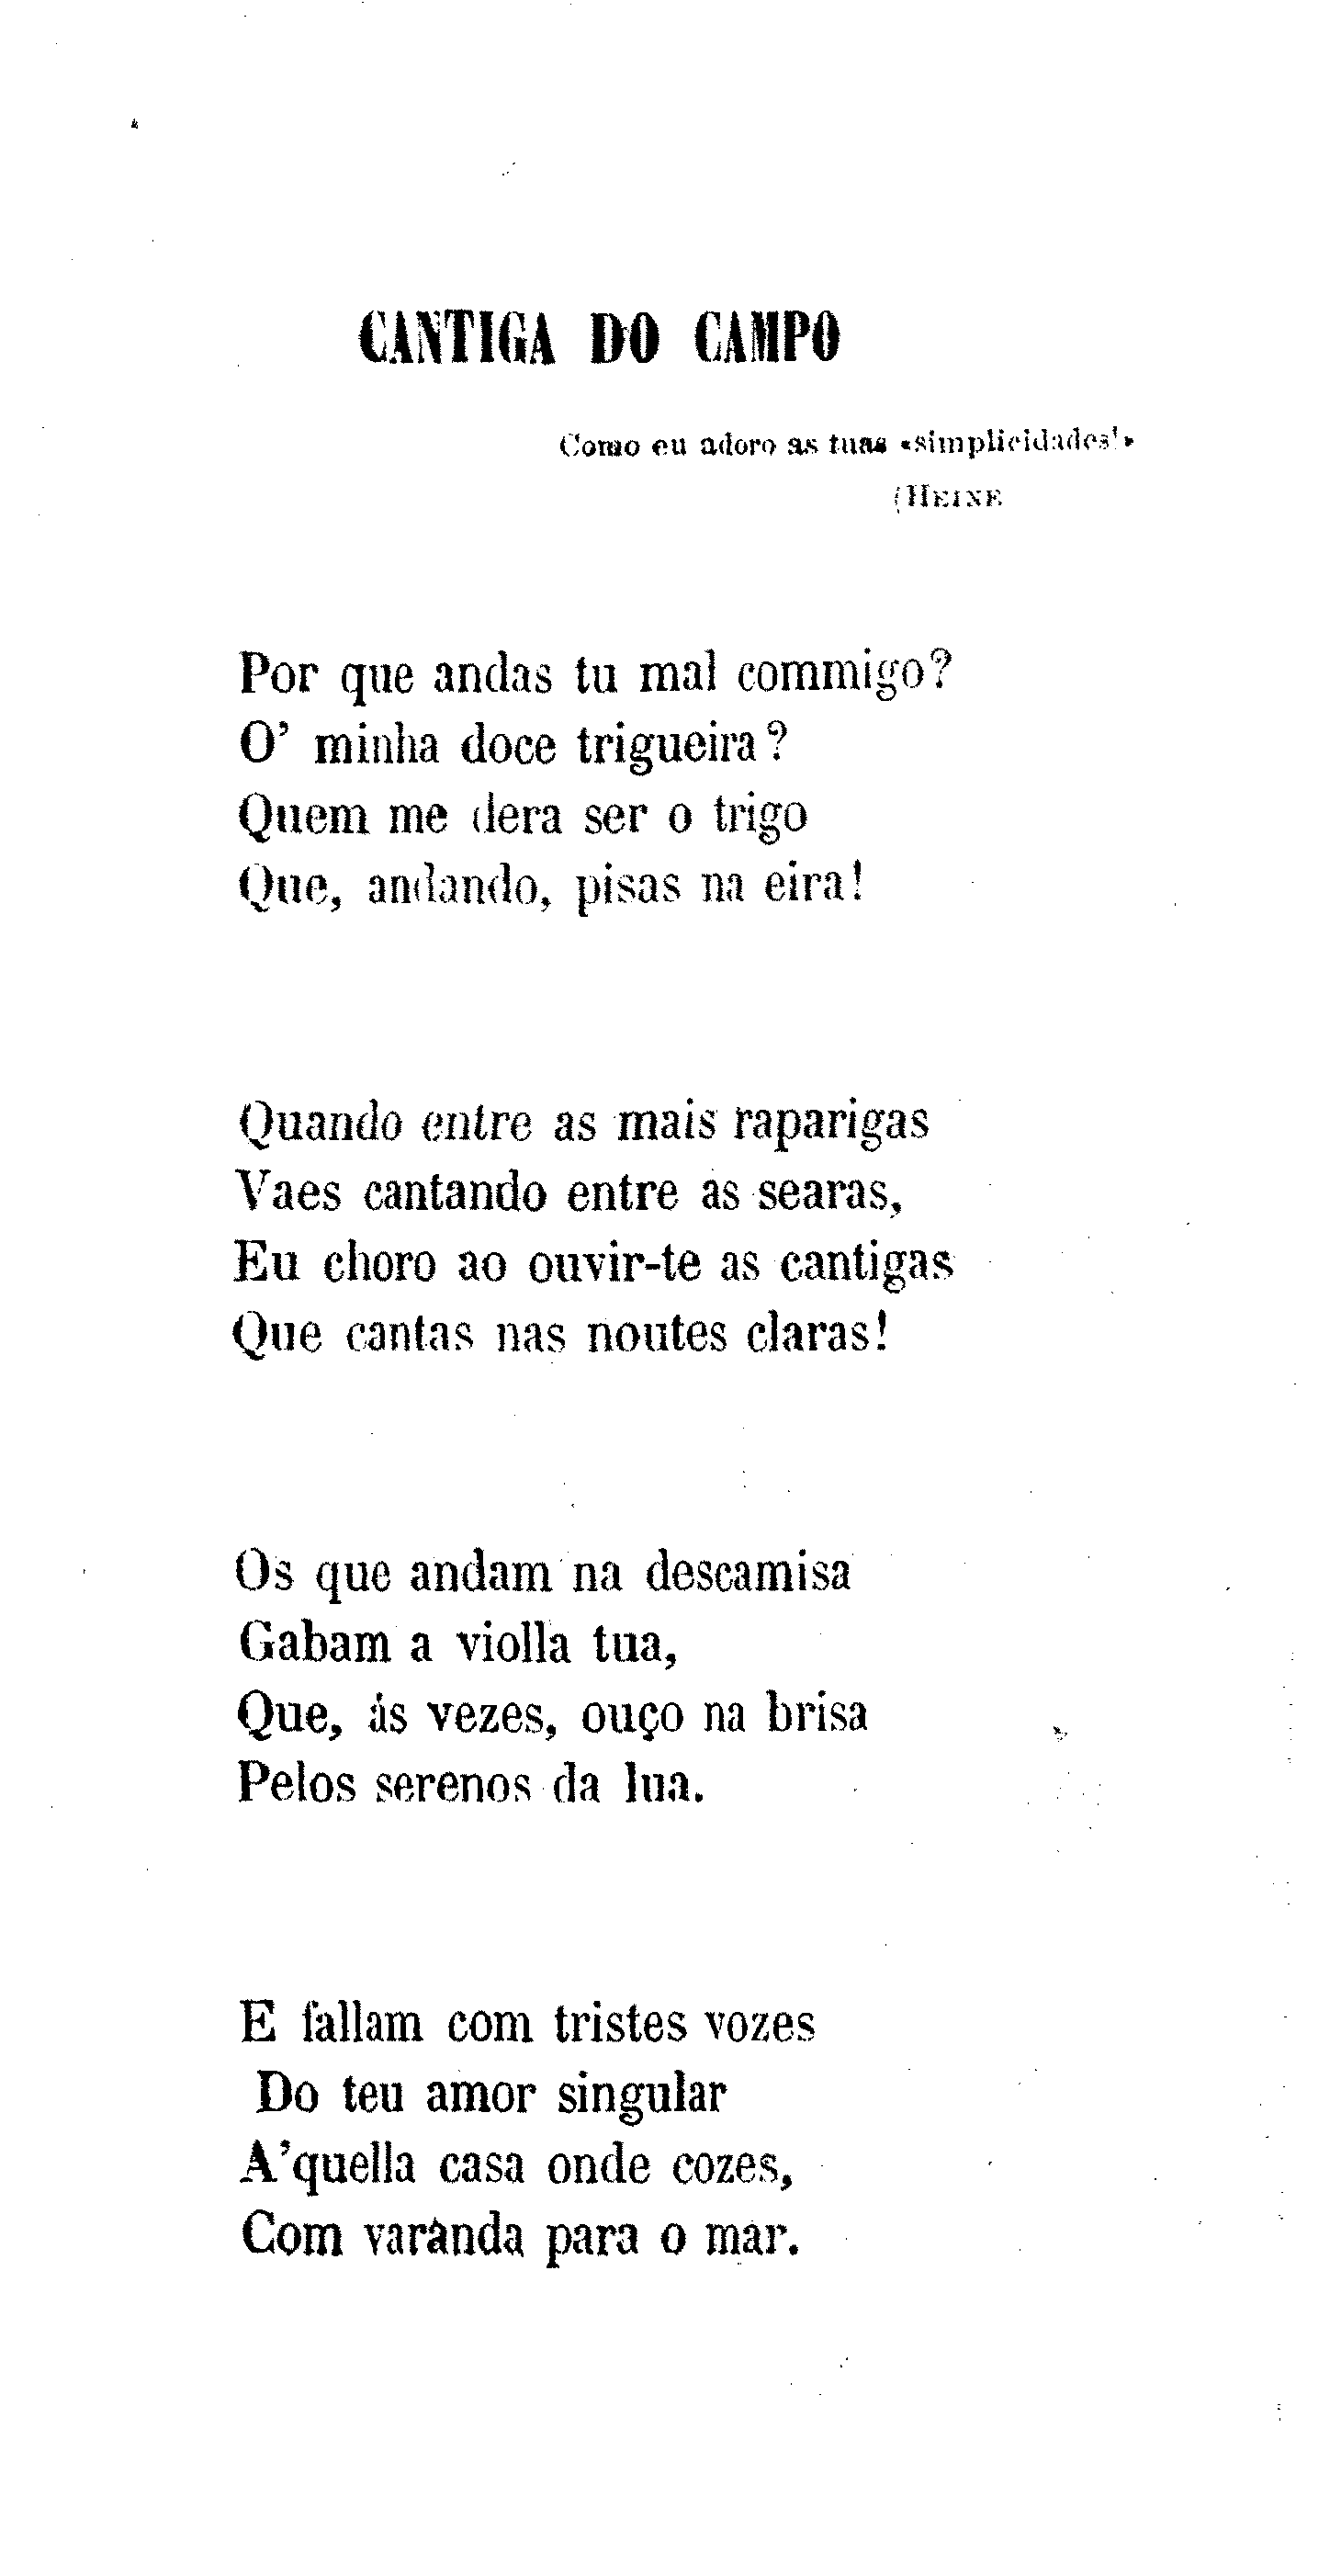 CANTIGA DO CAMPO
Como eu adoro as tuas «simplicidades!»
(HEINE
Por que andas tu mal commigo?
O' minha doce trigueira?
Quem me dera ser o trigo
Que, andando, pisas na eira!
Quando entre as mais raparigas
Vaes cantando entre as searas,
Eu choro ao ouvir-te as cantigas
Que cantas nas noutes claras!
Os que andam na descamisa
Gabam a violla tua,
Que, ás vezes, ouço na brisa
Pelos serenos da lua.
E fallam com tristes vozes
Do teu amor singular
A'quella casa onde cozes,
Com varanda para o mar.